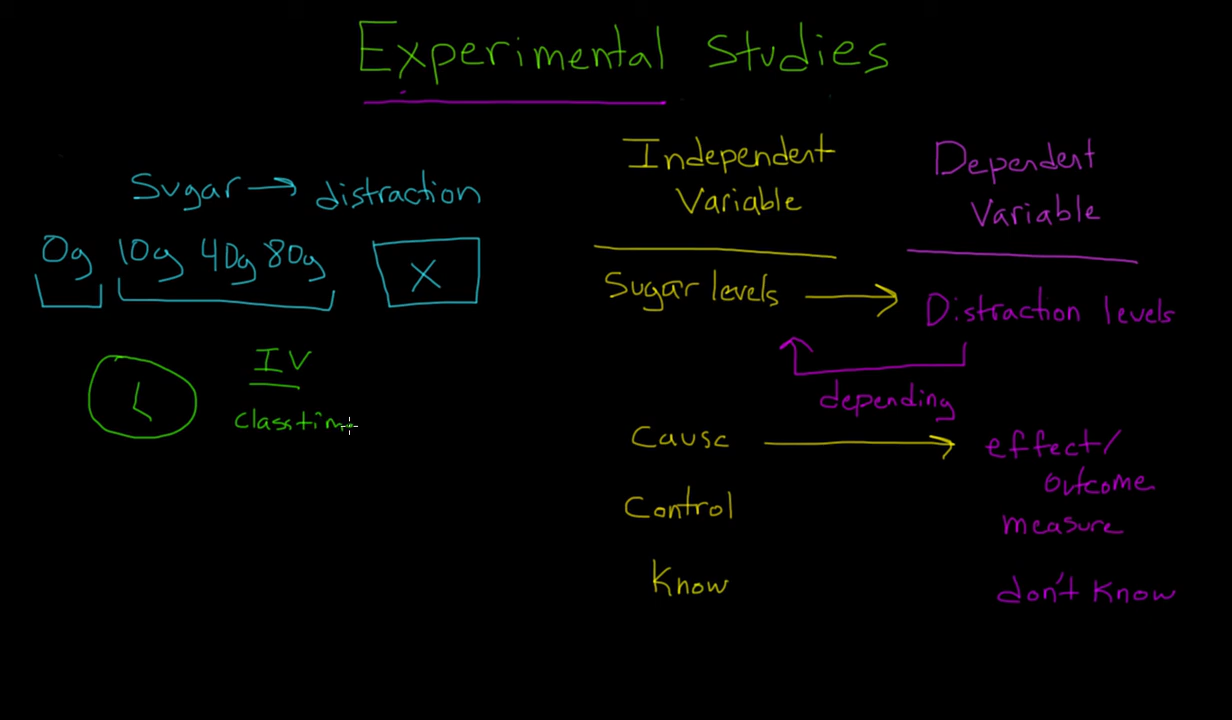 Experimental Studies
Sugar → distraction
0g 10g 40g 80g X
IV
classtim
Independent
Variable
Sugar levels →
Cause →
Control
Know
Dependent
Variable
Distraction levels
depending
effect/
outcome
measure
don't know